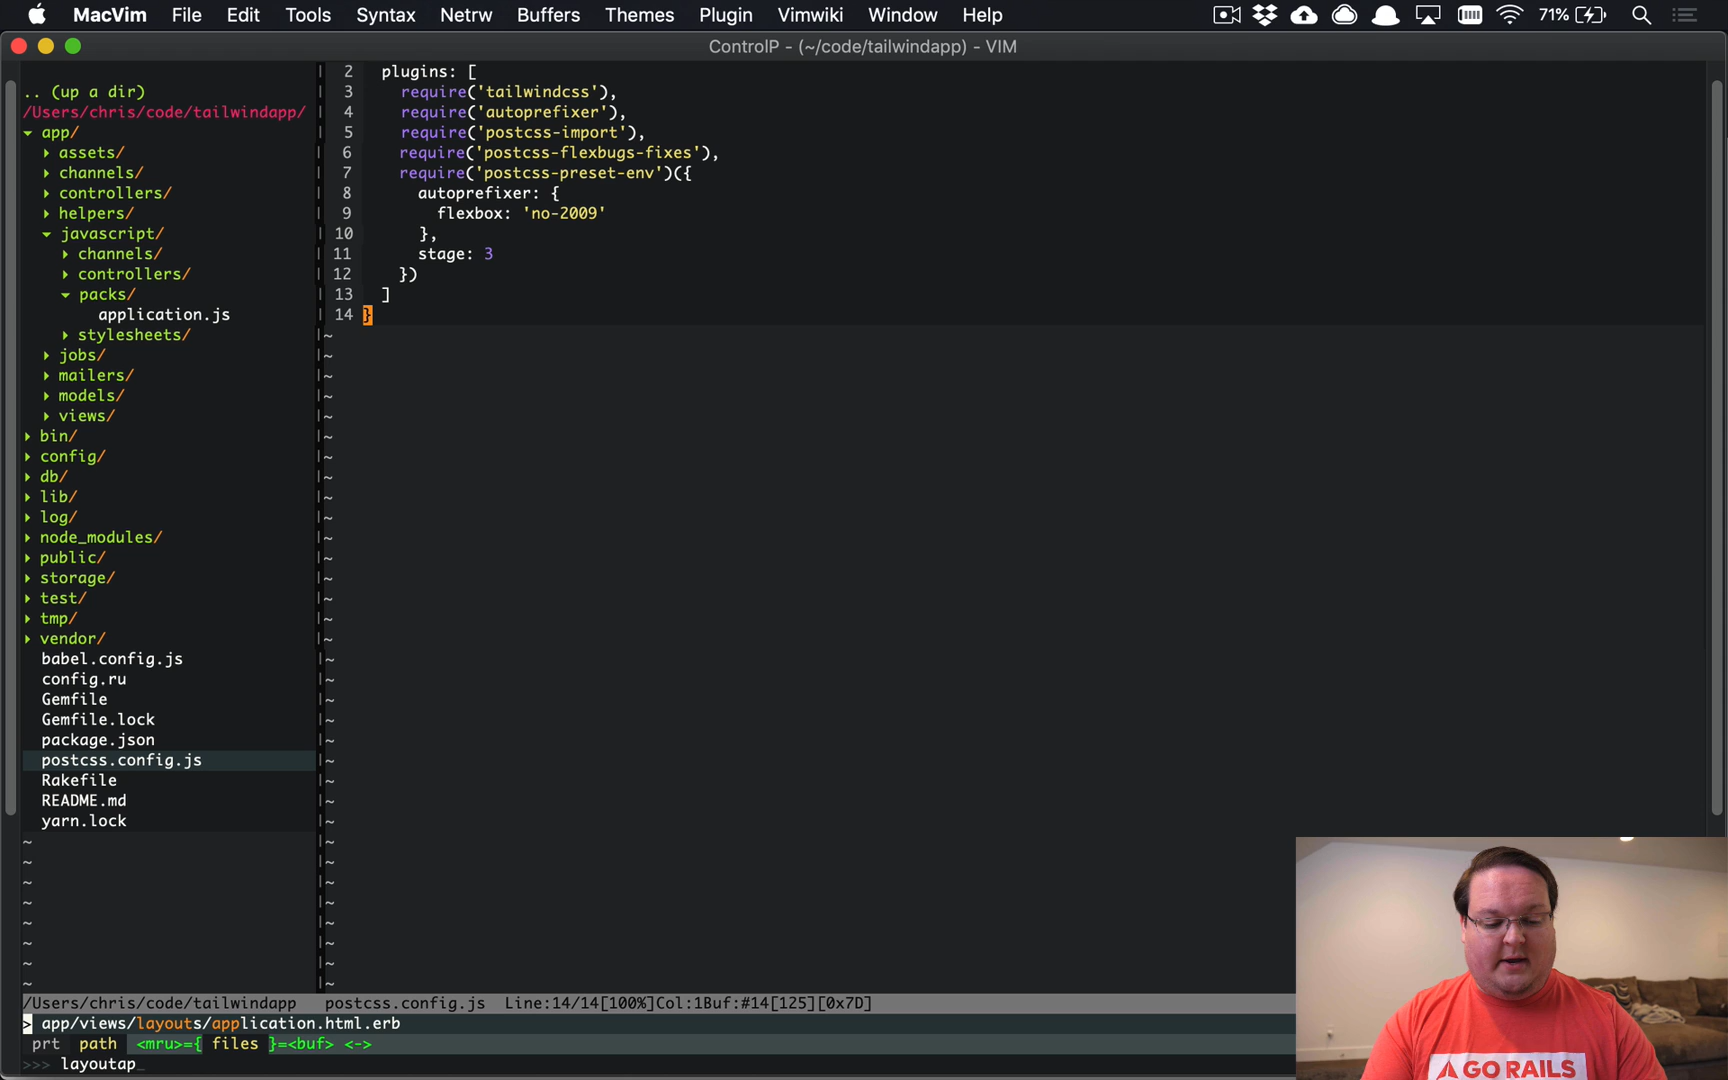 MacVim File Edit Tools Syntax Netrw Buffers Themes Plugin Vimwiki Window Help 71%
ControlP - (~/code/tailwindapp) - VIM
.. (up a dir)
/Users/chris/code/tailwindapp/
▾ app/
▸ assets/
▸ channels/
▸ controllers/
▸ helpers/
▾ javascript/
▸ channels/
▸ controllers/
▾ packs/
application.js
▸ stylesheets/
▸ jobs/
▸ mailers/
▸ models/
▸ views/
▸ bin/
▸ config/
▸ db/
▸ lib/
▸ log/
▸ node_modules/
▸ public/
▸ storage/
▸ test/
▸ tmp/
▸ vendor/
babel.config.js
config.ru
Gemfile
Gemfile.lock
package.json
postcss.config.js
Rakefile
README.md
yarn.lock
2 plugins: [
3 require('tailwindcss'),
4 require('autoprefixer'),
5 require('postcss-import'),
6 require('postcss-flexbugs-fixes'),
7 require('postcss-preset-env')({
8 autoprefixer: {
9 flexbox: 'no-2009'
10 },
11 stage: 3
12 })
13 ]
14 }
/Users/chris/code/tailwindapp postcss.config.js Line:14/14[100%]Col:1Buf:#14[125][0x7D]
> app/views/layouts/application.html.erb
prt path <mru>={ files }=<buf> <->
>>> layoutap_
GO RAILS